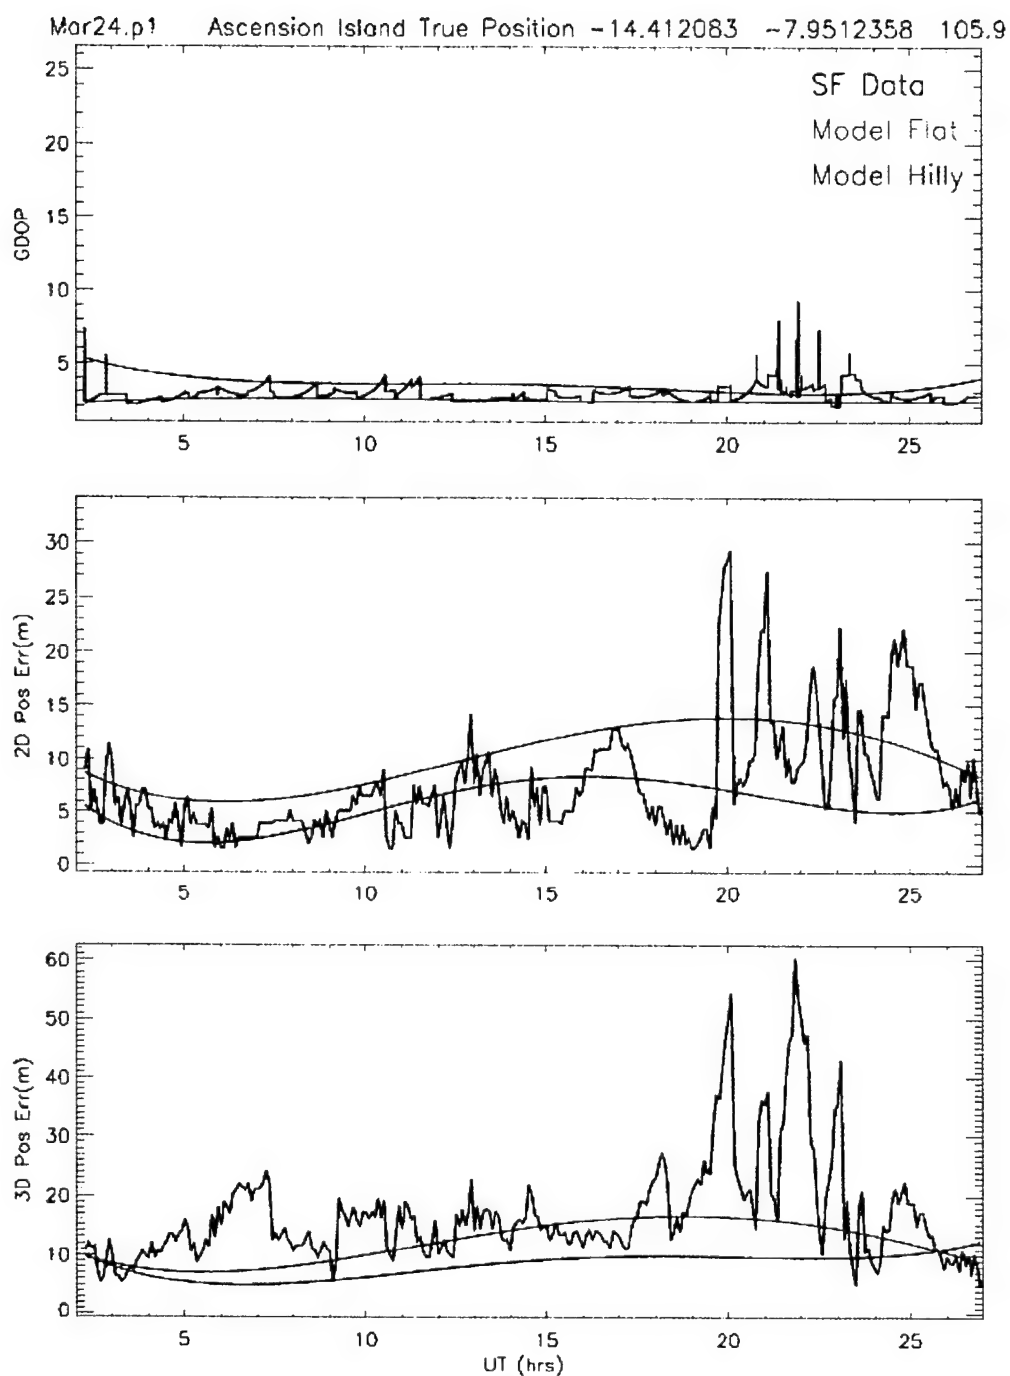 Mar24.p1 Ascension Island True Position -14.412083 -7.9512358 105.9
SF Data
Model Flat
Model Hilly
GDOP
25
20
15
10
5
5 10 15 20 25
2D Pos Err(m)
30
25
20
15
10
5
0
5 10 15 20 25
3D Pos Err(m)
60
50
40
30
20
10
0
5 10 15 20 25
UT (hrs)